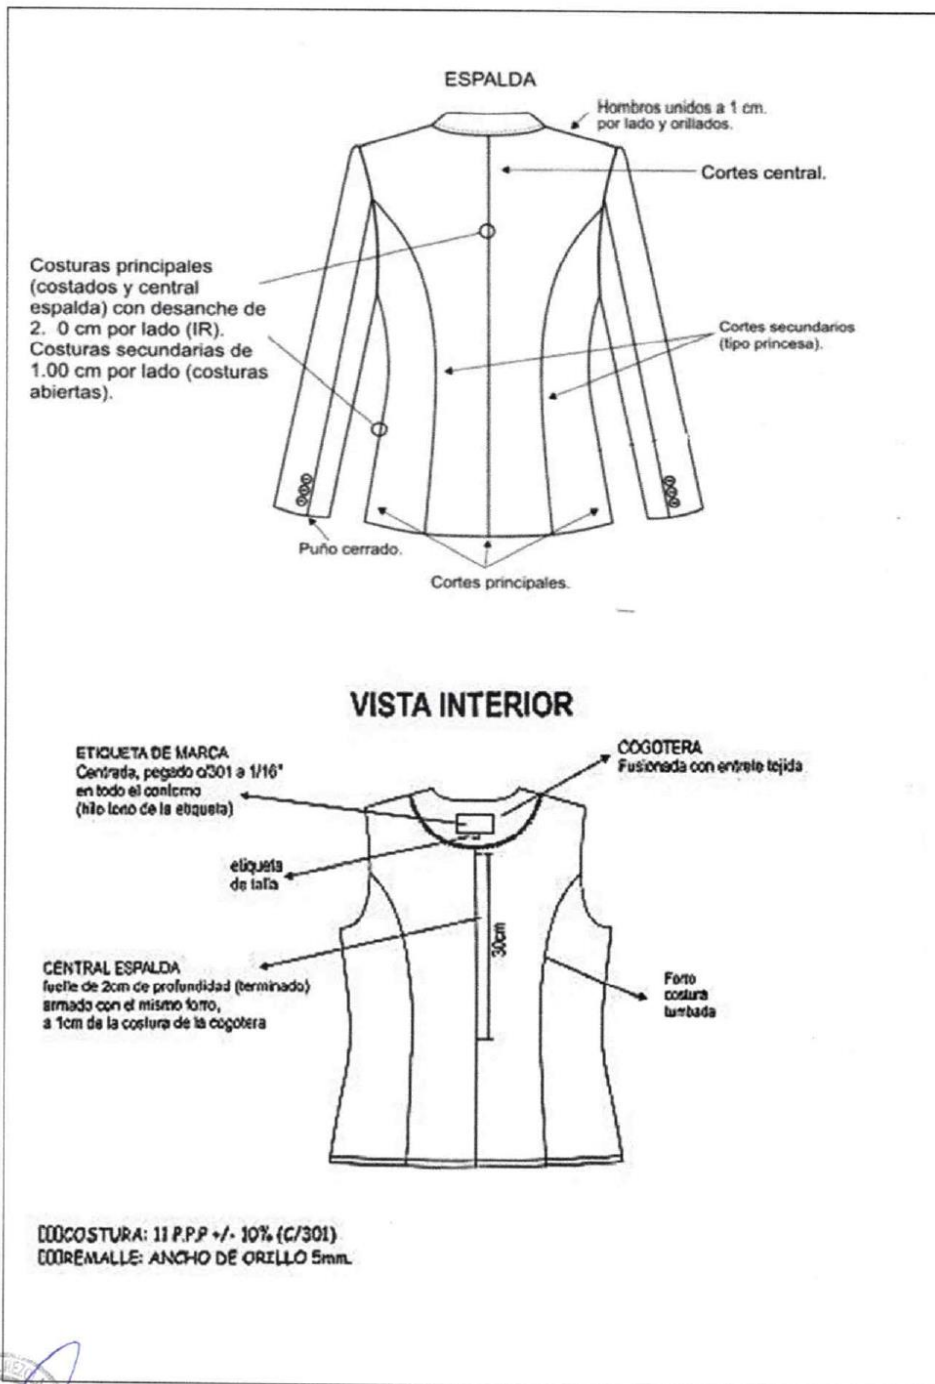 ESPALDA
Hombros unidos a 1 cm.
por lado y orillados.
Cortes central.
Costuras principales
(costados y central
espalda) con desanche de
2. 0 cm por lado (IR).
Costuras secundarias de
1.00 cm por lado (costuras
abiertas).
Cortes secundarios
(tipo princesa).
Puño cerrado.
Cortes principales.
VISTA INTERIOR
ETIQUETA DE MARCA
Centrada, pegado c/301 a 1/16"
en todo el contorno
(hilo tono de la etiqueta)
COGOTERA
Fusionada con entrete tejida
etiqueta
de talla
30cm
CENTRAL ESPALDA
fuelle de 2cm de profundidad (terminado)
armado con el mismo forro,
a 1cm de la costura de la cogotera
Forro
costura
tumbada
COSTURA: 11 P.P.P +/- 10% (C/301)
REMALLE: ANCHO DE ORILLO 5mm.